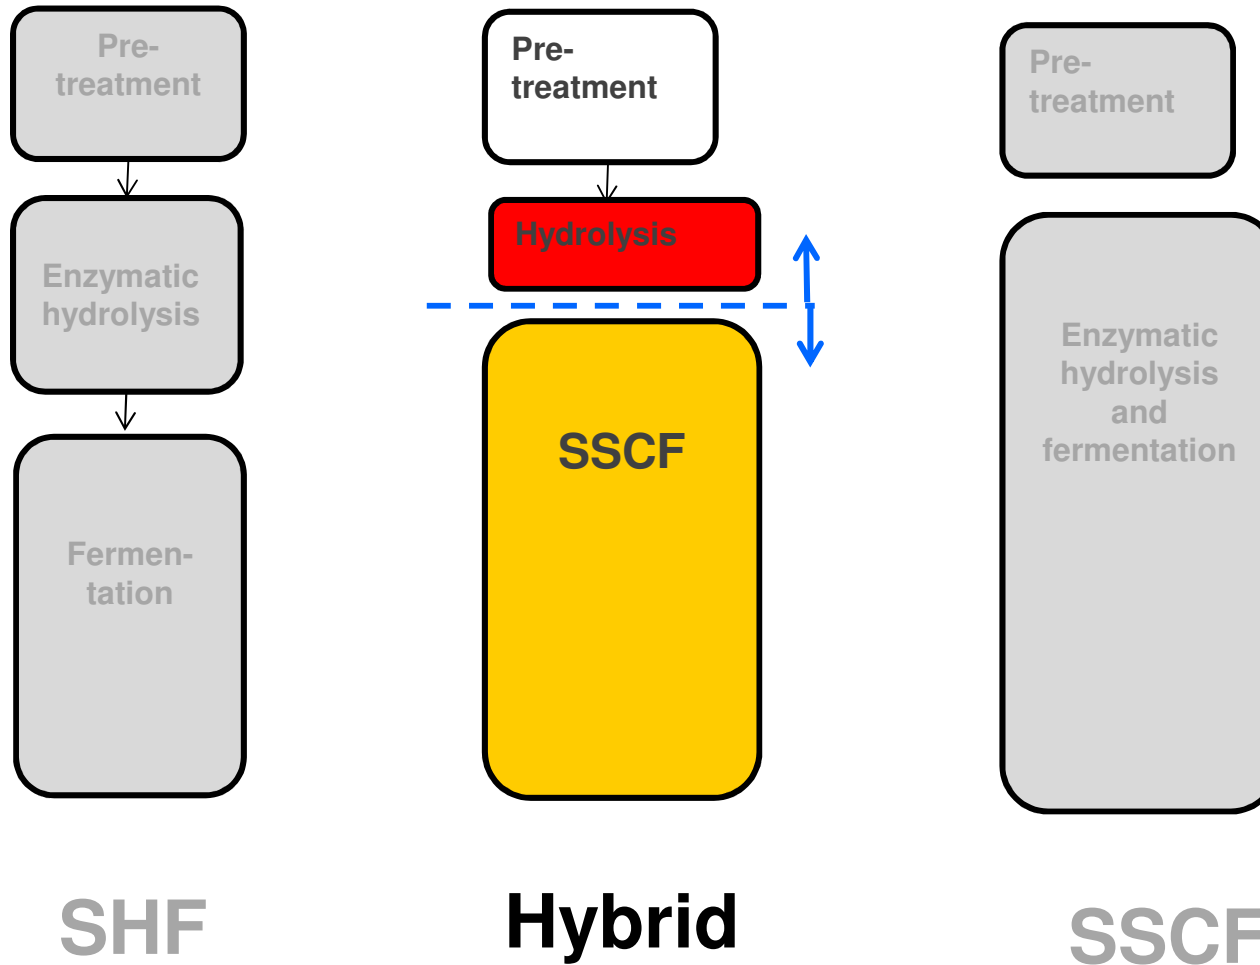 Pre-
treatment
Enzymatic
hydrolysis
Fermen-
tation
SHF
Pre-
treatment
Hydrolysis
SSCF
Hybrid
Pre-
treatment
Enzymatic
hydrolysis
and
fermentation
SSCF